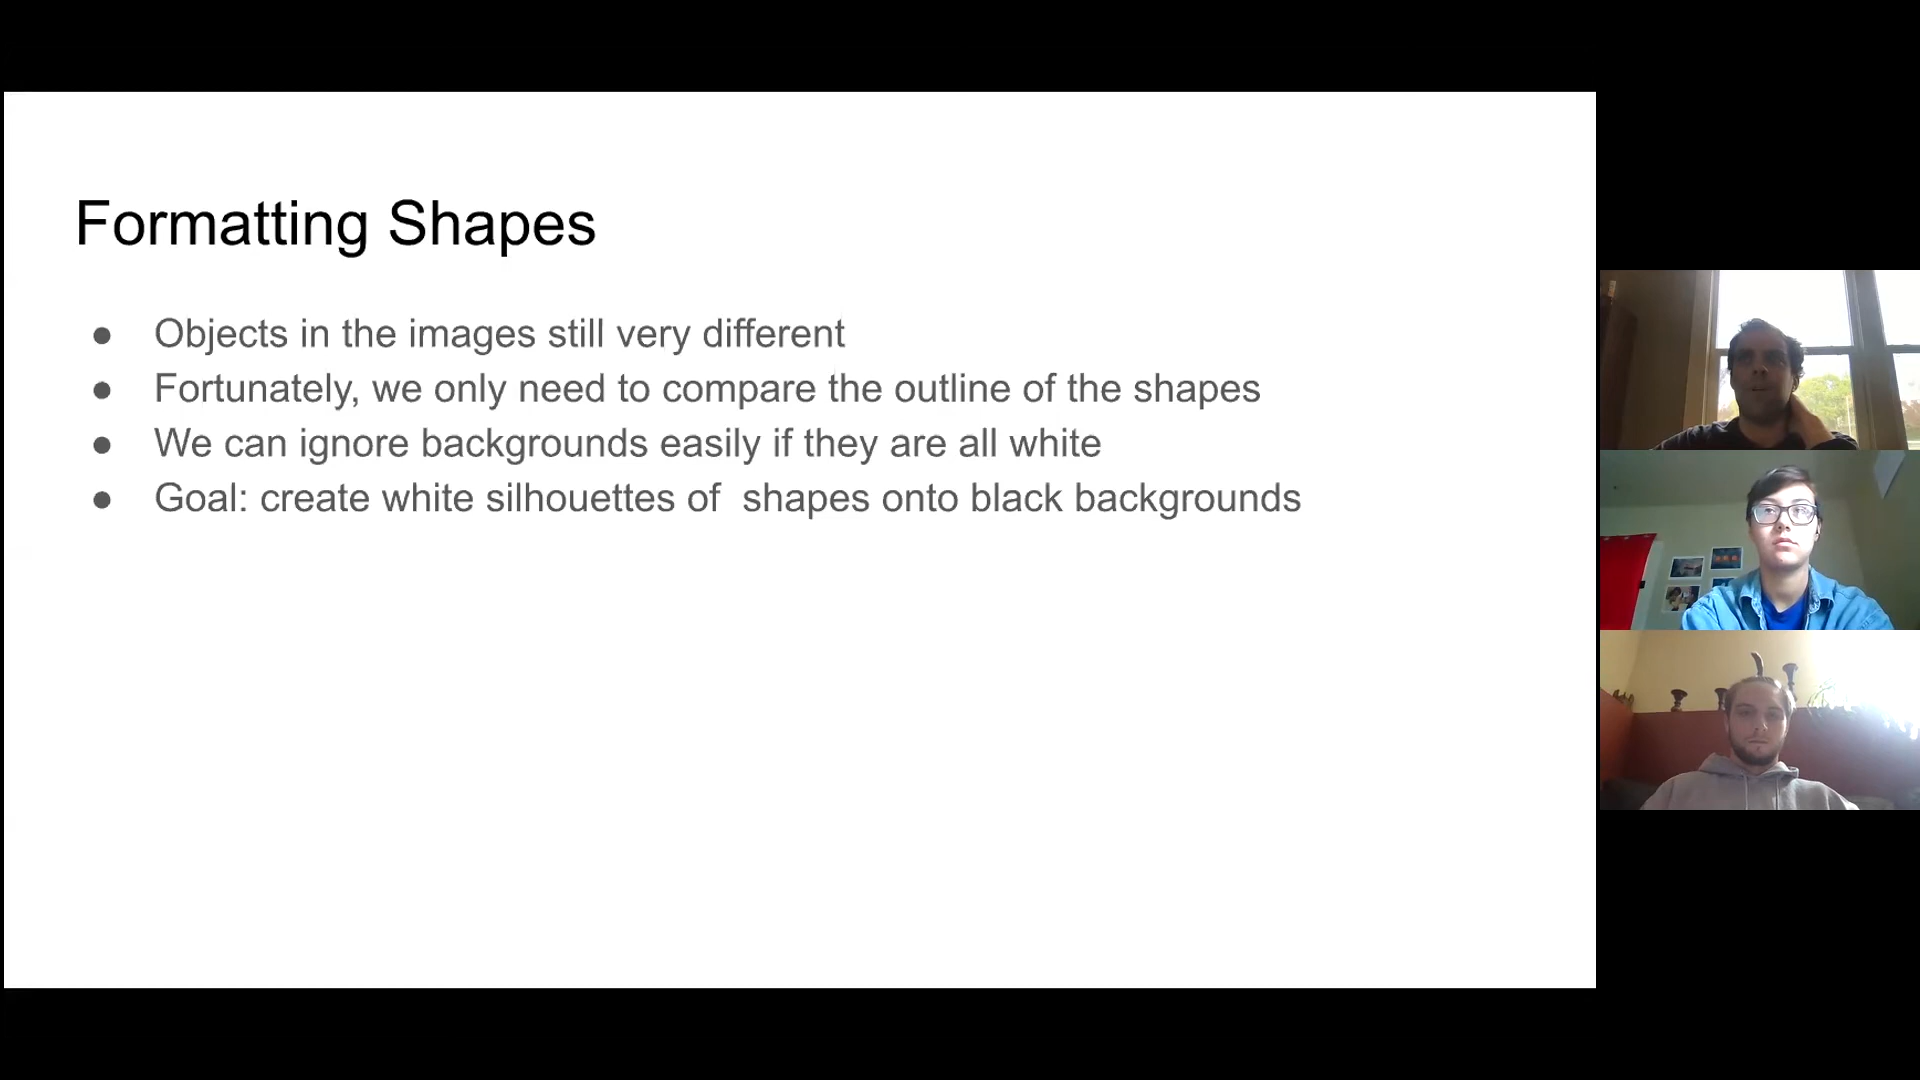 Formatting Shapes
● Objects in the images still very different
● Fortunately, we only need to compare the outline of the shapes
● We can ignore backgrounds easily if they are all white
● Goal: create white silhouettes of  shapes onto black backgrounds